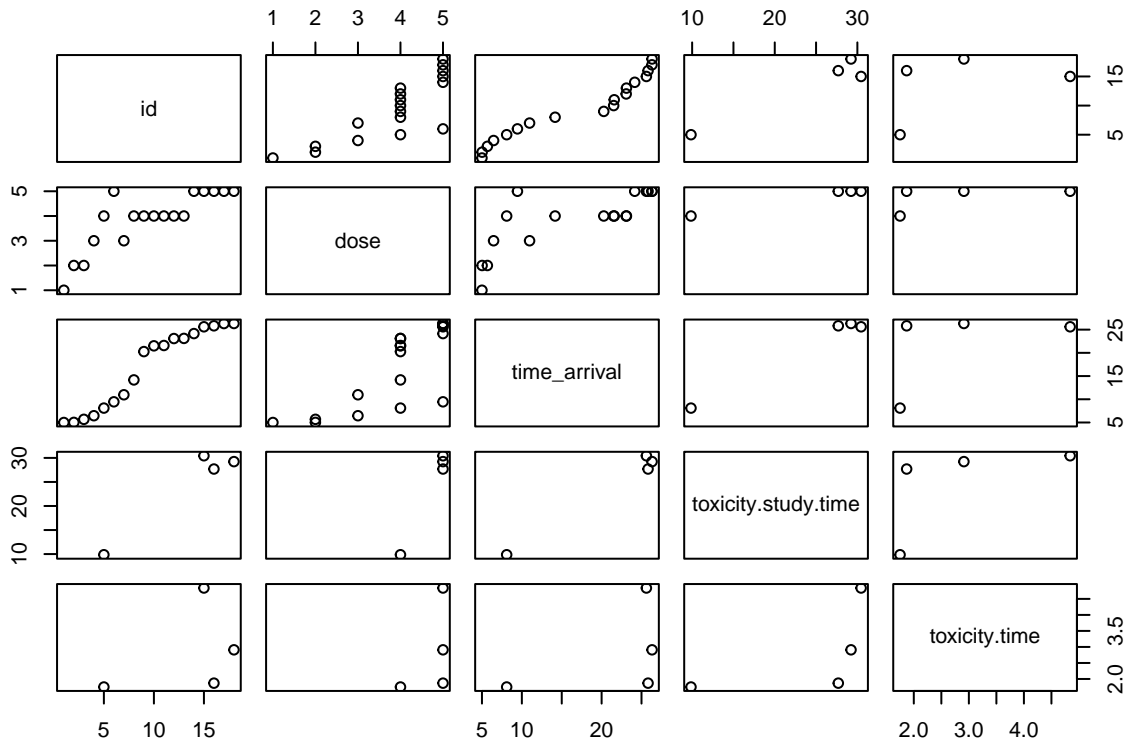 1 2 3 4 5 10 20 30
id 5 15
1 3 5 dose
time_arrival 5 15 25
10 20 30 toxicity.study.time
toxicity.time 2.0 3.5
5 10 15 5 10 20 2.0 3.0 4.0